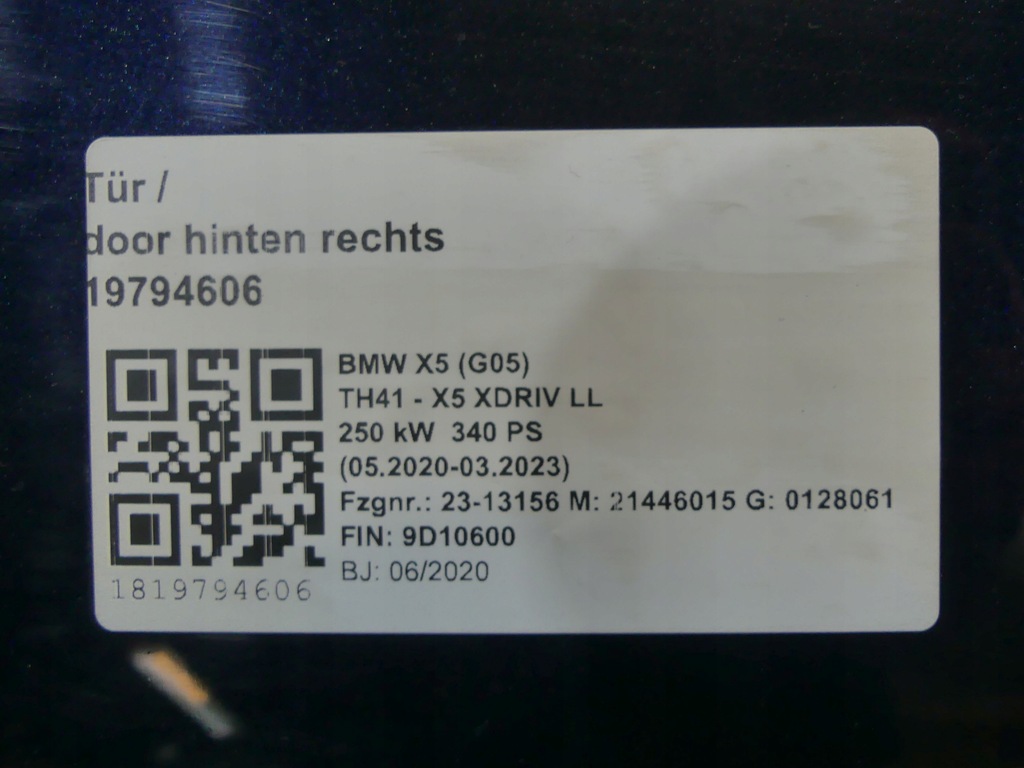 Tür /
door hinten rechts
19794606
BMW X5 (G05)
TH41 - X5 XDRIV LL
250 kW 340 PS
(05.2020-03.2023)
Fzgnr.: 23-13156 M: 21446015 G: 0128061
FIN: 9D10600
BJ: 06/2020
1819794606